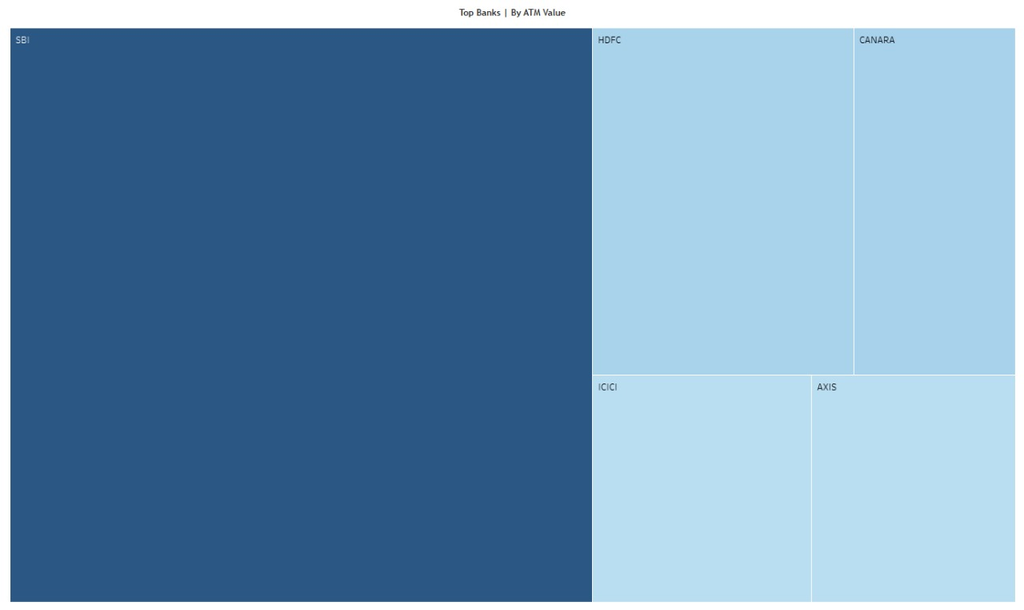 Top Banks | By ATM Value
SBI
HDFC
CANARA
ICICI
AXIS